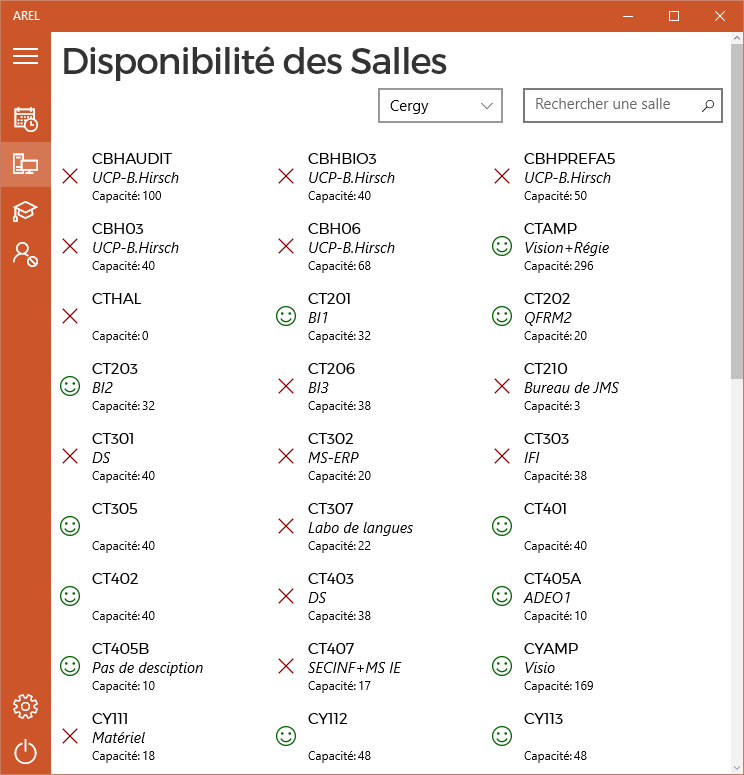 AREL
Disponibilité des Salles
Cergy
Rechercher une salle
CBHAUDIT
UCP-B.Hirsch
Capacité: 100
CBHBIO3
UCP-B.Hirsch
Capacité: 40
CBHPREFA5
UCP-B.Hirsch
Capacité: 50
CBH03
UCP-B.Hirsch
Capacité: 40
CBH06
UCP-B.Hirsch
Capacité: 68
CTAMP
Vision+Régie
Capacité: 296
CTHAL
Capacité: 0
CT201
BI1
Capacité: 32
CT202
QFRM2
Capacité: 20
CT203
BI2
Capacité: 32
CT206
BI3
Capacité: 38
CT210
Bureau de JMS
Capacité: 3
CT301
DS
Capacité: 40
CT302
MS-ERP
Capacité: 20
CT303
IFI
Capacité: 38
CT305
Capacité: 40
CT307
Labo de langues
Capacité: 22
CT401
Capacité: 40
CT402
Capacité: 40
CT403
DS
Capacité: 38
CT405A
ADEO1
Capacité: 10
CT405B
Pas de desciption
Capacité: 10
CT407
SECINF+MS IE
Capacité: 17
CYAMP
Visio
Capacité: 169
CY111
Matériel
Capacité: 18
CY112
Capacité: 48
CY113
Capacité: 48